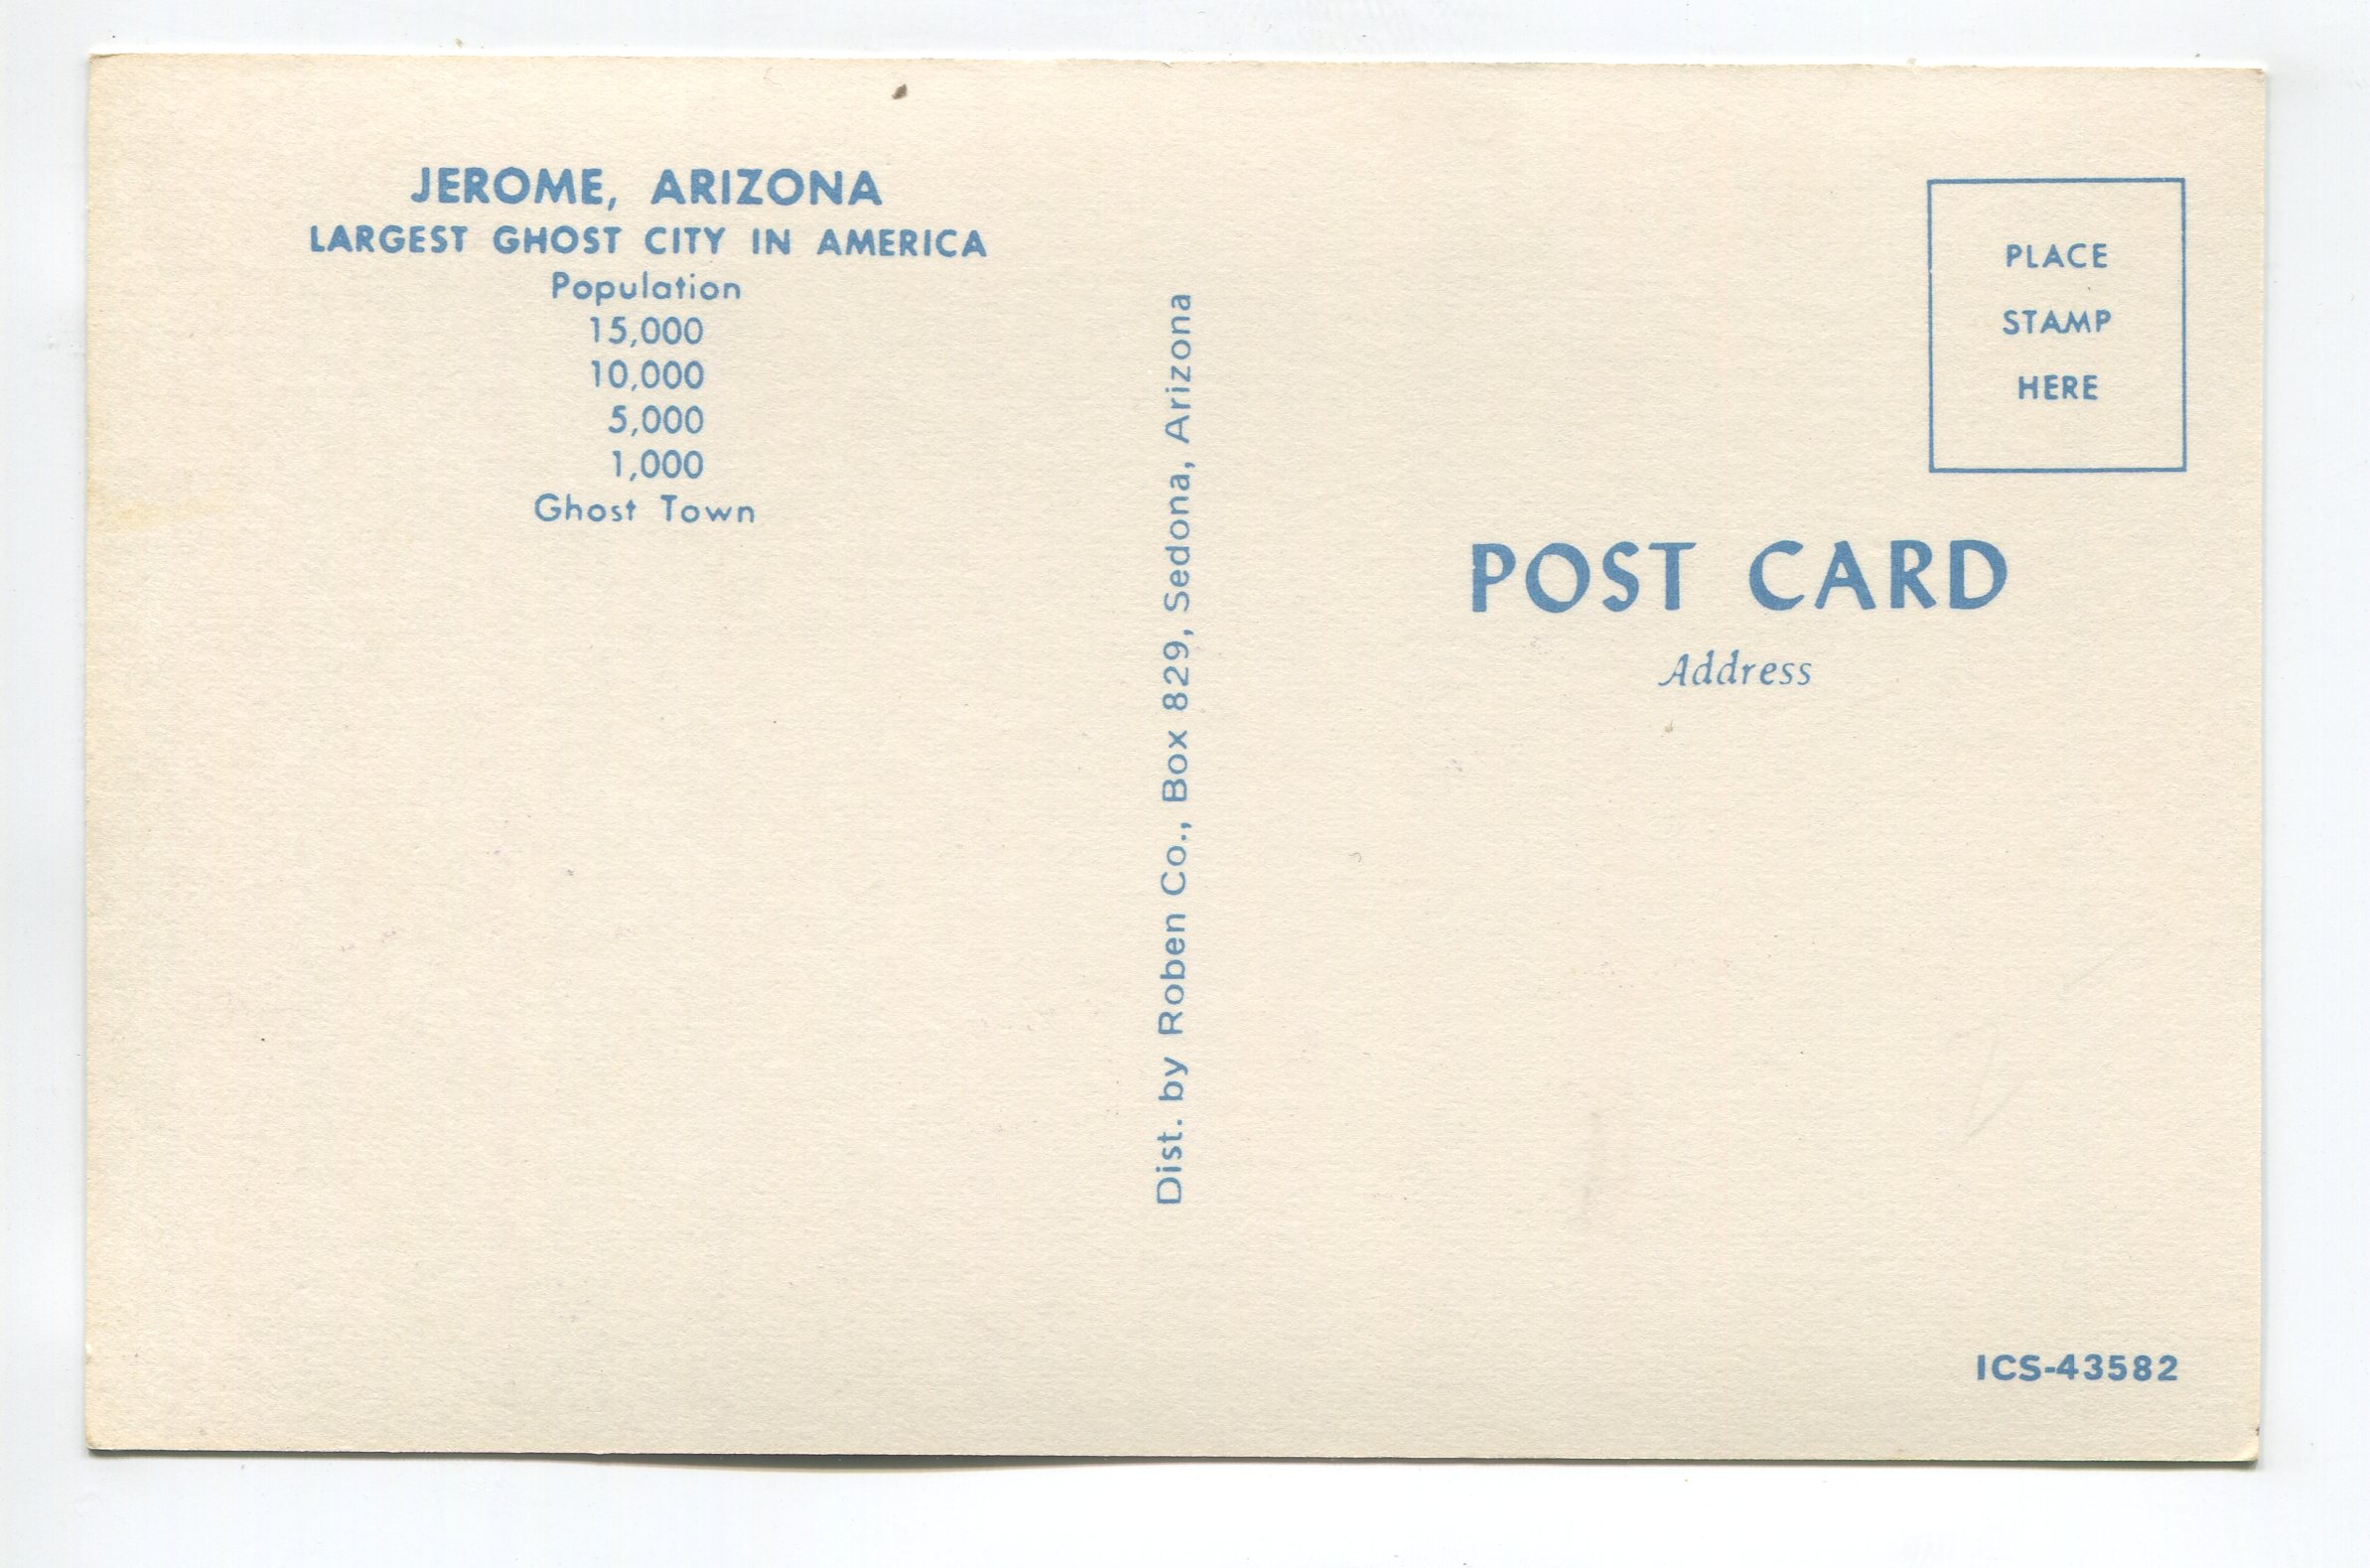 JEROME, ARIZONA
LARGEST GHOST CITY IN AMERICA
Population
15,000
10,000
5,000
1,000
Ghost Town
Dist. by Roben Co., Box 829, Sedona, Arizona
PLACE
STAMP
HERE
POST CARD
Address
ICS-43582